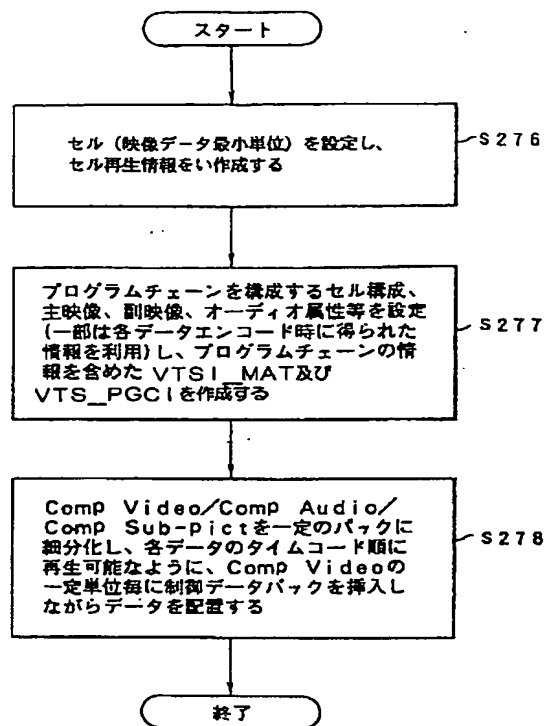 スタート
セル（映像データ最小単位）を設定し、
セル再生情報をい作成する
S276
プログラムチェーンを構成するセル構成、
主映像、副映像、オーディオ属性等を設定
(一部は各データエンコード時に得られた
情報を利用)し、プログラムチェーンの情
報を含めた VTSI_MAT及び
VTS_PGCIを作成する
S277
Comp Video/Comp Audio/
Comp Sub-pictを一定のパックに
細分化し、各データのタイムコード順に
再生可能なように、Comp Videoの
一定単位毎に制御データパックを挿入し
ながらデータを配置する
S278
終了